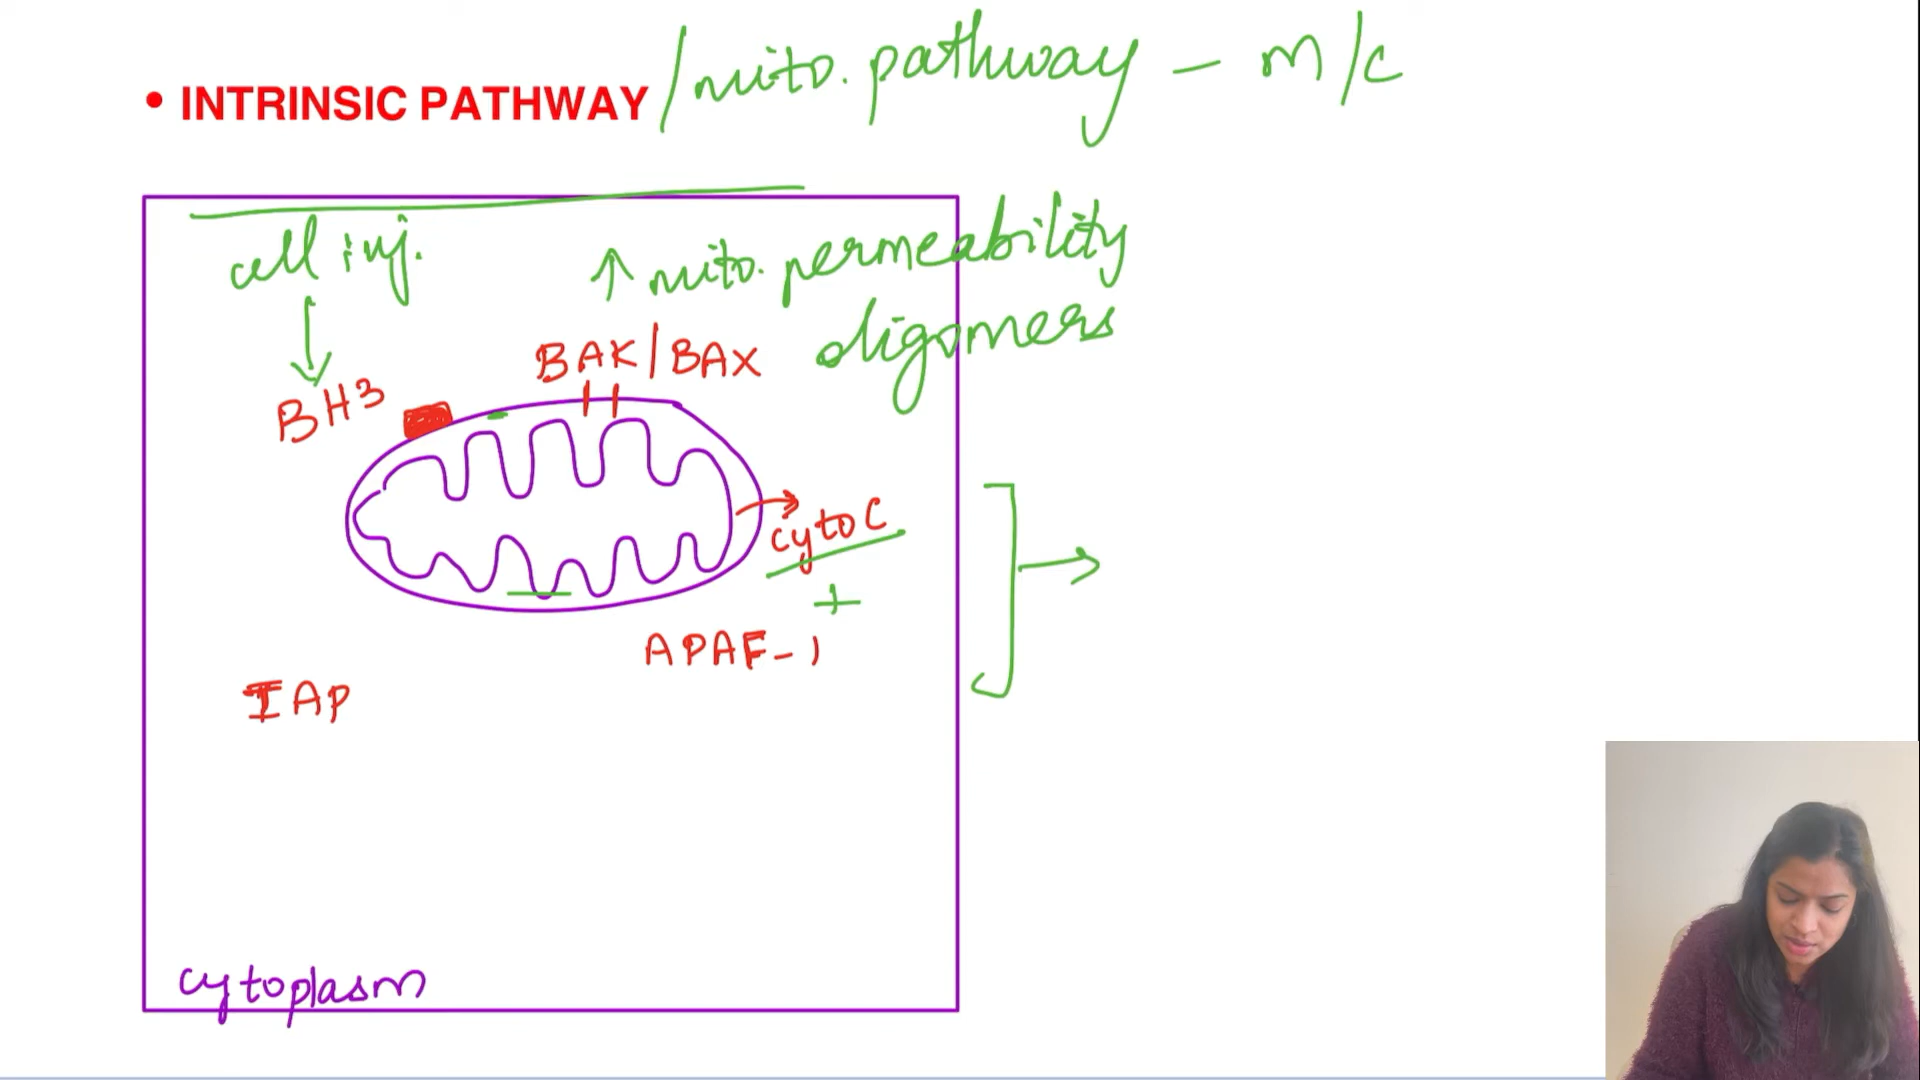 • INTRINSIC PATHWAY / mito. pathway – m/c
cell inj.
↑ mito. permeability
oligomers
BH3
BAK/BAX
cyto C
+
APAF-1
IAP
cytoplasm